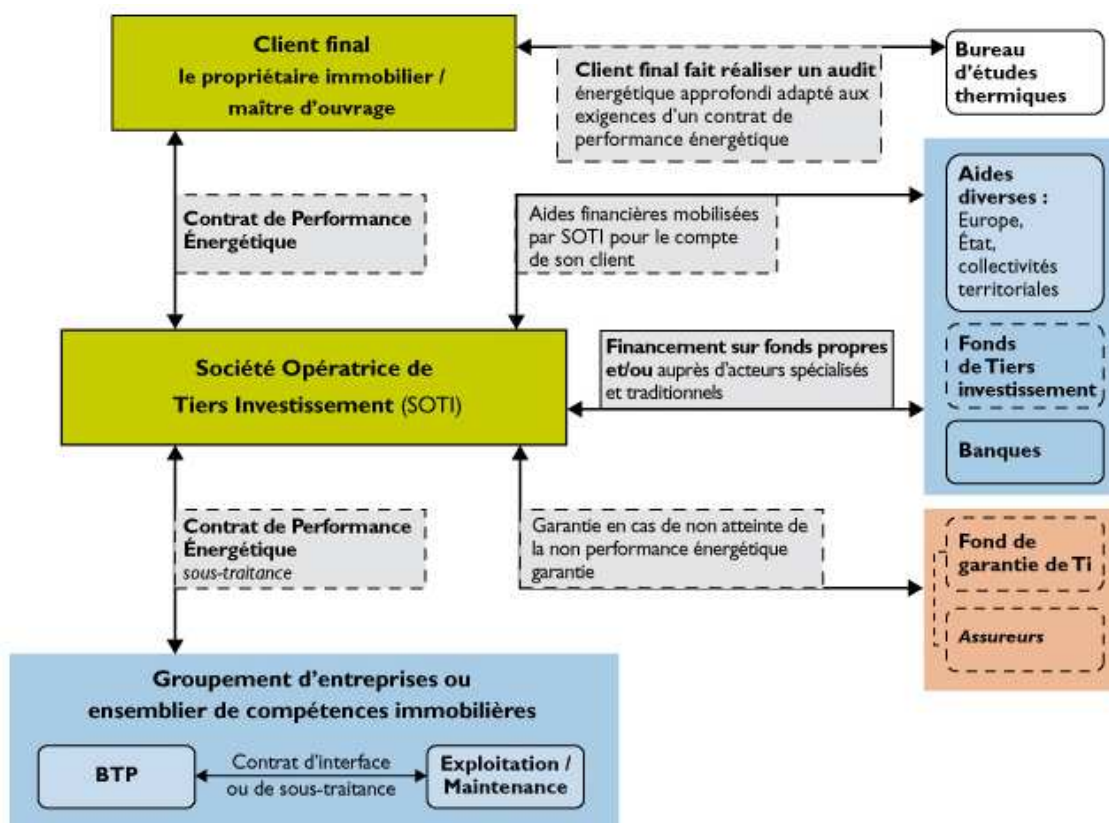 Client final
le propriétaire immobilier /
maître d'ouvrage
Client final fait réaliser un audit
énergétique approfondi adapté aux
exigences d'un contrat de
performance énergétique
Bureau
d'études
thermiques
Contrat de Performance
Énergétique
Aides financières mobilisées
par SOTI pour le compte
de son client
Aides
diverses :
Europe,
État,
collectivités
territoriales
Société Opératrice de
Tiers Investissement (SOTI)
Financement sur fonds propres
et/ou auprès d'acteurs spécialisés
et traditionnels
Fonds
de Tiers
investissement
Banques
Contrat de Performance
Énergétique
sous-traitance
Garantie en cas de non atteinte de
la non performance énergétique
garantie
Fond de
garantie de Ti
Assureurs
Groupement d'entreprises ou
ensemblier de compétences immobilières
BTP
Contrat d'interface
ou de sous-traitance
Exploitation /
Maintenance